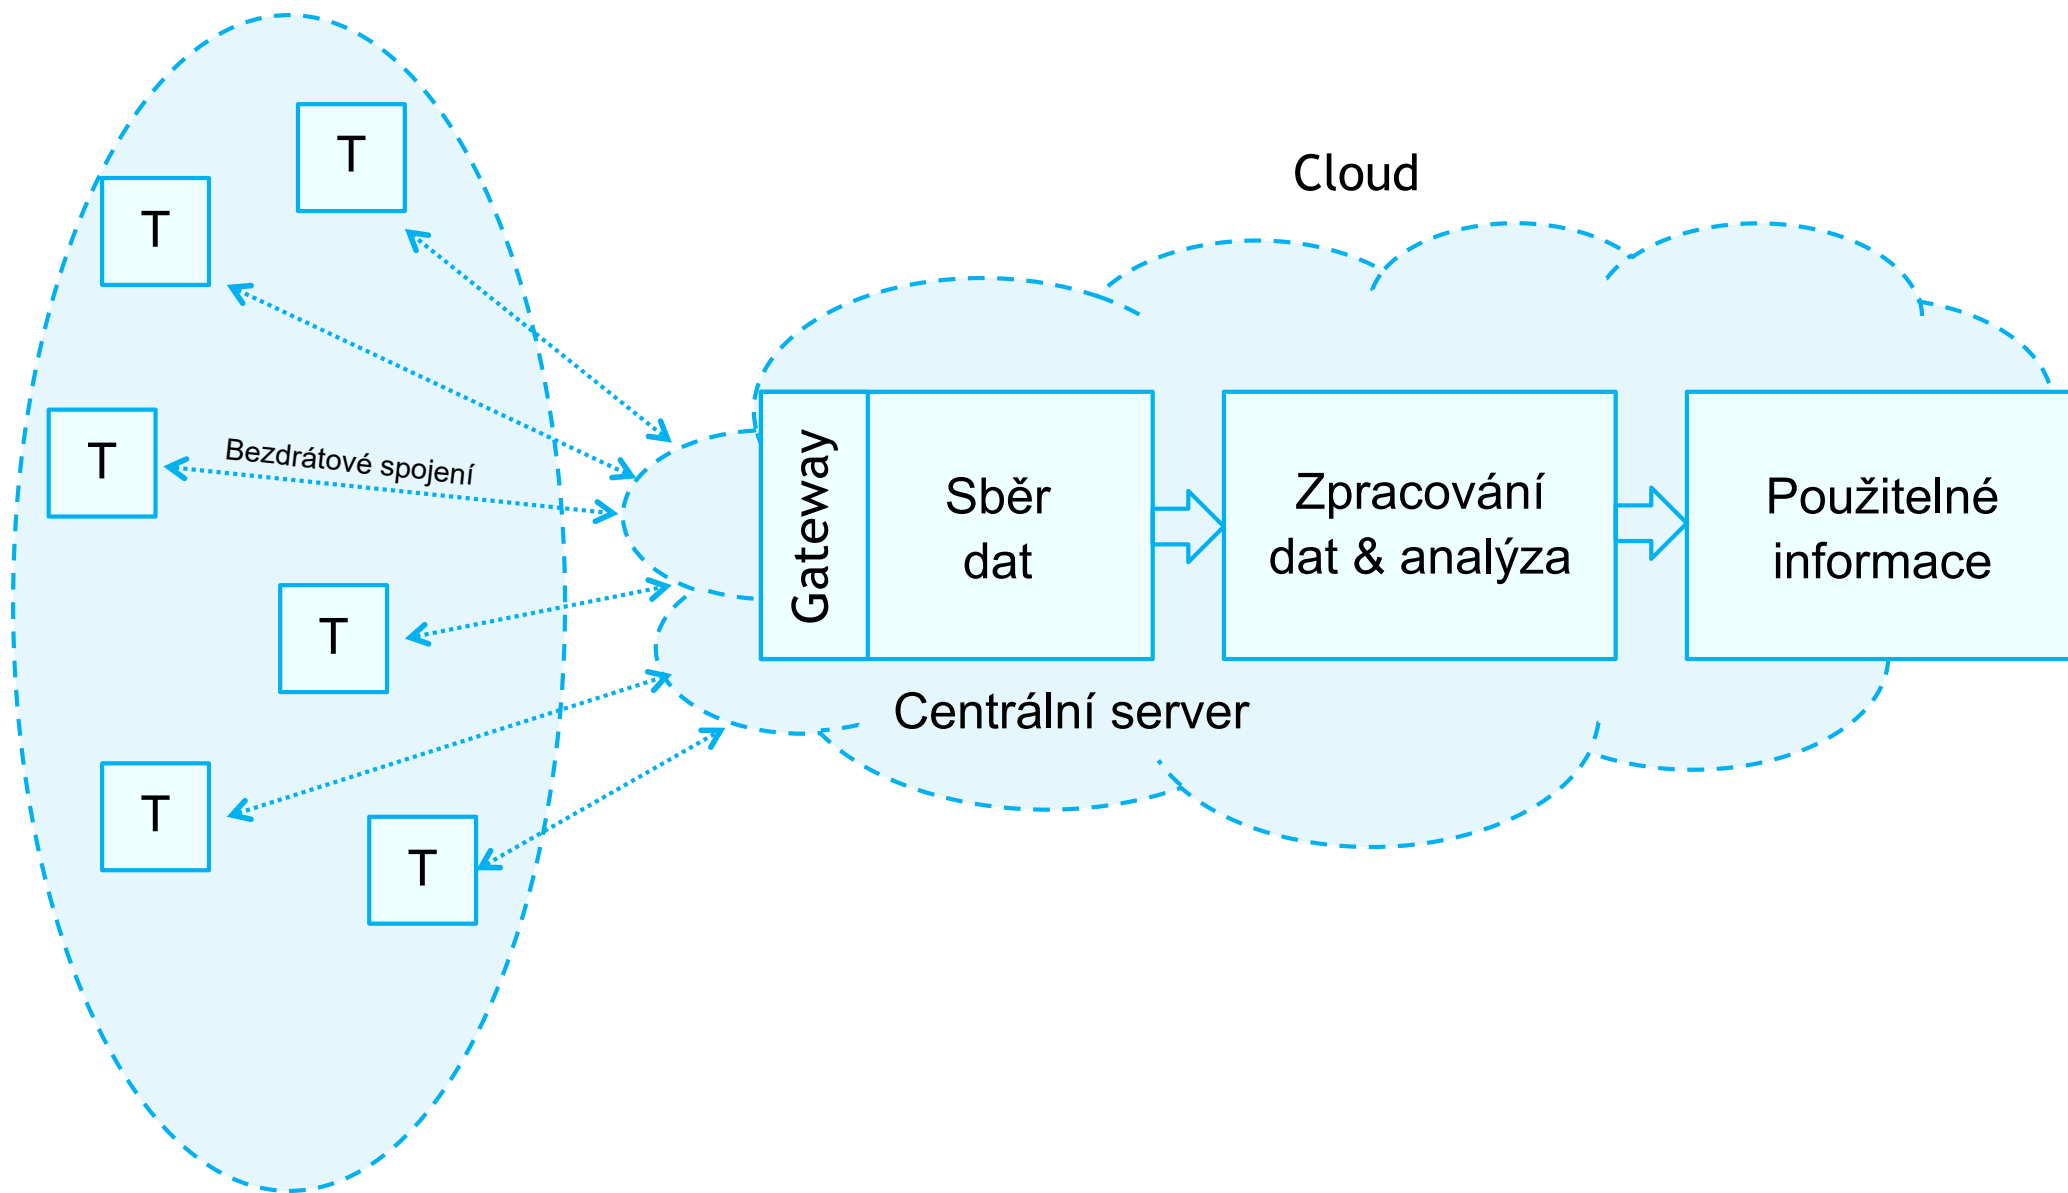 T
T
T
Bezdrátové spojení
T
T
T
Cloud
Gateway
Sběr
dat
Zpracování
dat & analýza
Použitelné
informace
Centrální server